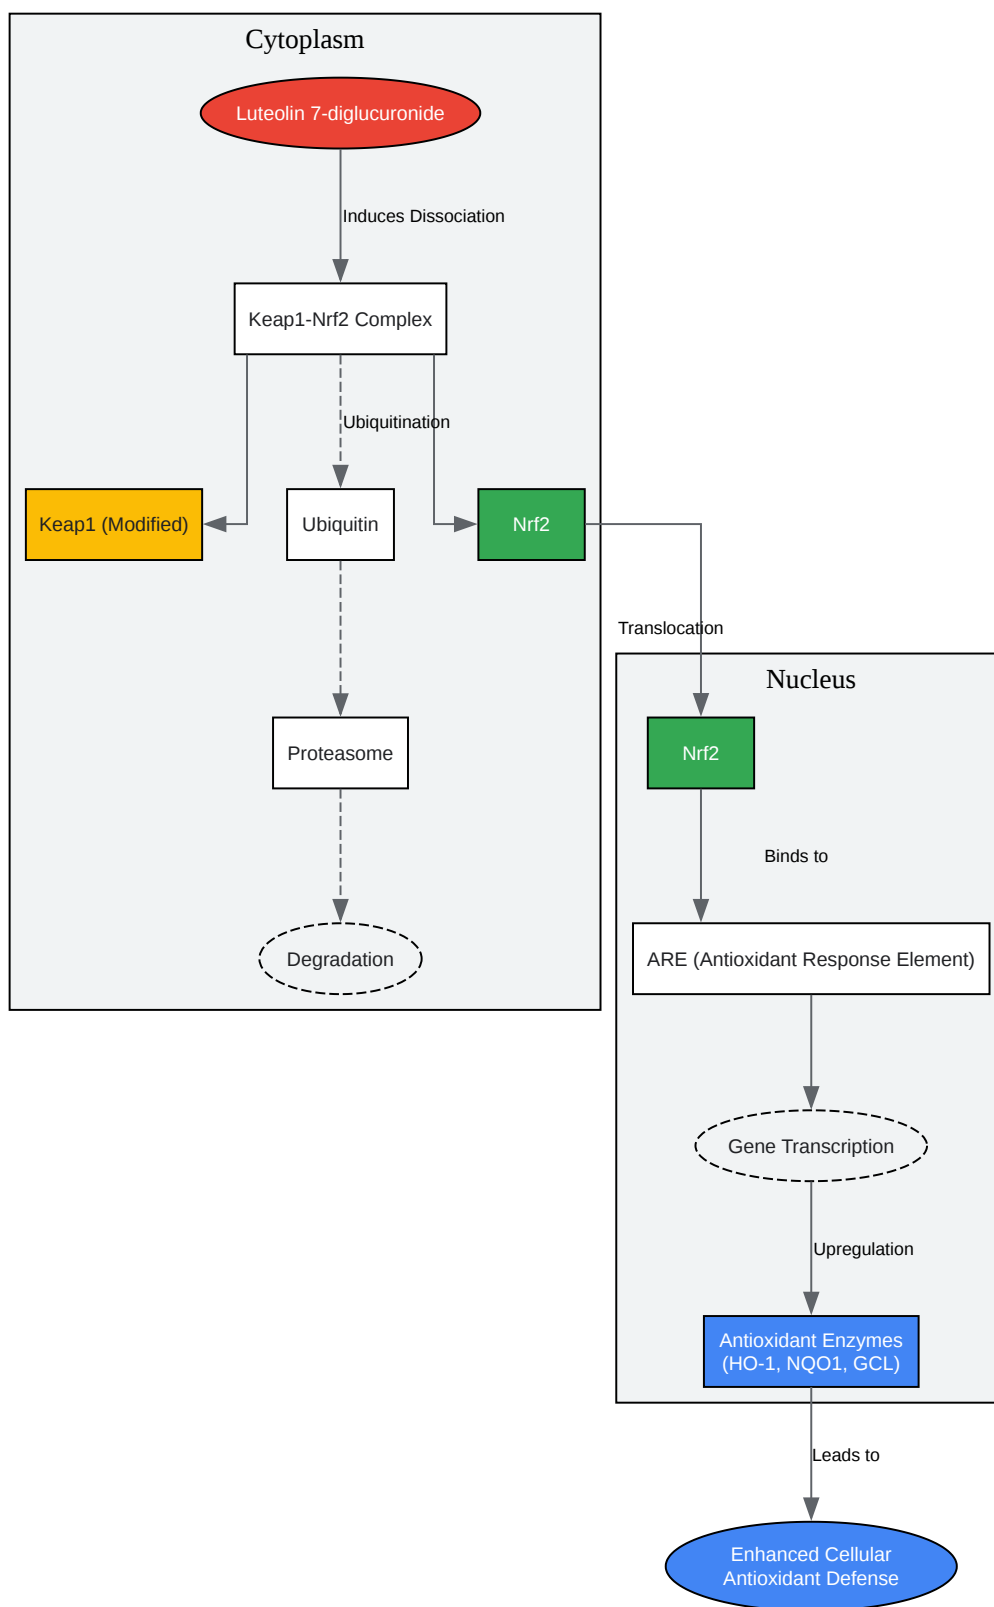 Cytoplasm
Luteolin 7-diglucuronide
Induces Dissociation
Keap1-Nrf2 Complex
Ubiquitination
Keap1 (Modified)
Ubiquitin
Nrf2
Translocation
Nucleus
Proteasome
Nrf2
Binds to
Degradation
ARE (Antioxidant Response Element)
Gene Transcription
Upregulation
Antioxidant Enzymes
(HO-1, NQO1, GCL)
Leads to
Enhanced Cellular
Antioxidant Defense